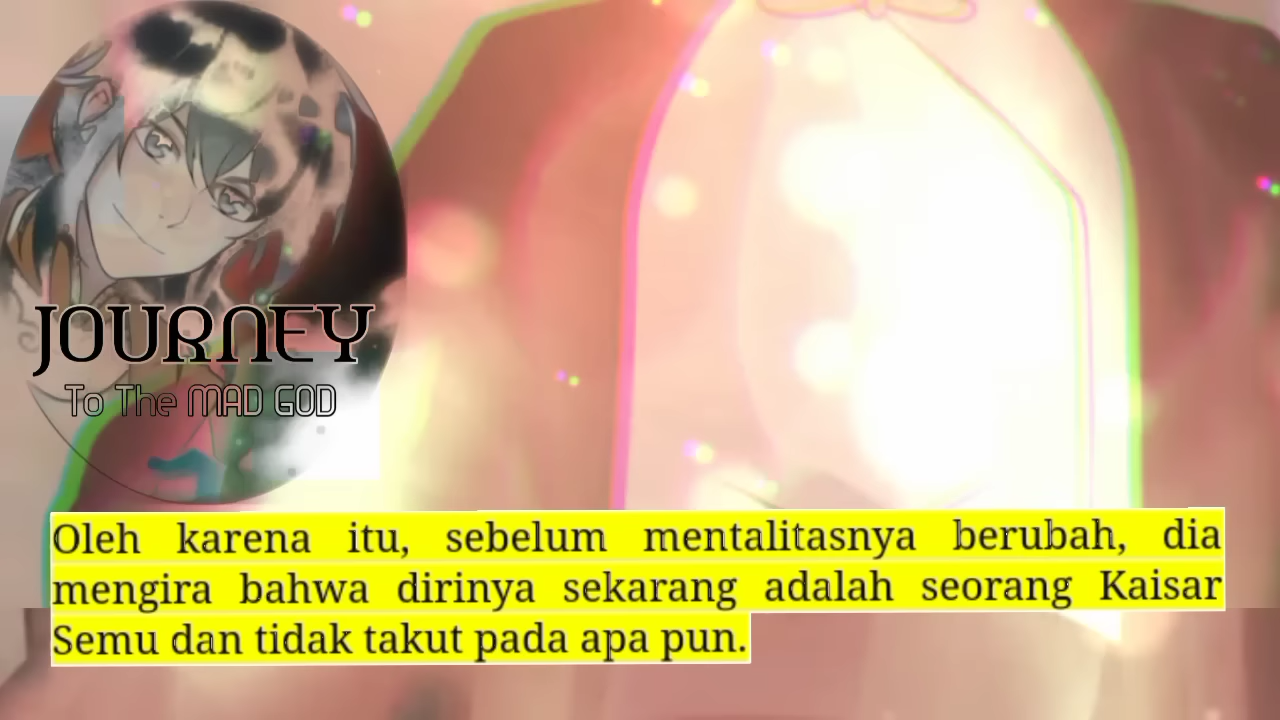 JOURNEY
To The MAD GOD
Oleh karena itu, sebelum mentalitasnya berubah, dia
mengira bahwa dirinya sekarang adalah seorang Kaisar
Semu dan tidak takut pada apa pun.